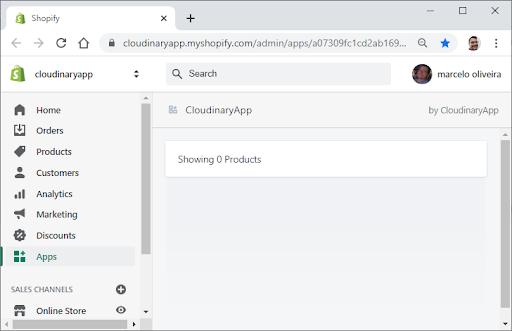 Shopify
cloudinaryapp.myshopify.com/admin/apps/a07309fc1cd2ab169...
cloudinaryapp
Search
marcelo oliveira
Home
Orders
Products
Customers
Analytics
Marketing
Discounts
Apps
SALES CHANNELS
Online Store
CloudinaryApp
by CloudinaryApp
Showing 0 Products